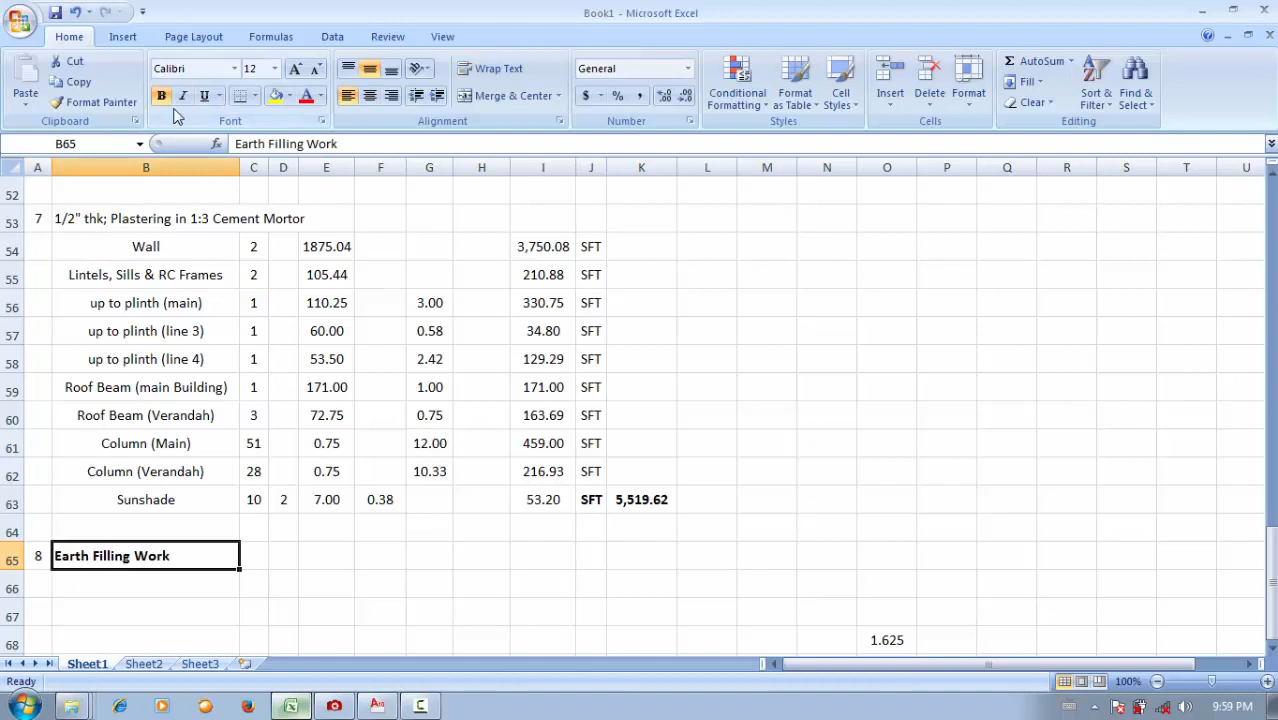 Book1 - Microsoft Excel
Home Insert Page Layout Formulas Data Review View
Paste Cut Calibri 12 A A Wrap Text General Conditional Formatting Format as Table Cell Styles Insert Delete Format Σ AutoSum Sort & Filter Find & Select
Copy Fill
Format Painter B I U A Merge & Center $ % , Clear
Clipboard Font Alignment Number Styles Cells Editing
B65 fx Earth Filling Work
A B C D E F G H I J K L M N O P Q R S T U
52
53 7 1/2" thk; Plastering in 1:3 Cement Mortor
54 Wall 2 1875.04 3,750.08 SFT
55 Lintels, Sills & RC Frames 2 105.44 210.88 SFT
56 up to plinth (main) 1 110.25 3.00 330.75 SFT
57 up to plinth (line 3) 1 60.00 0.58 34.80 SFT
58 up to plinth (line 4) 1 53.50 2.42 129.29 SFT
59 Roof Beam (main Building) 1 171.00 1.00 171.00 SFT
60 Roof Beam (Verandah) 3 72.75 0.75 163.69 SFT
61 Column (Main) 51 0.75 12.00 459.00 SFT
62 Column (Verandah) 28 0.75 10.33 216.93 SFT
63 Sunshade 10 2 7.00 0.38 53.20 SFT 5,519.62
64
65 8 Earth Filling Work
66
67
68 1.625
Sheet1 Sheet2 Sheet3
Ready 100%
9:59 PM